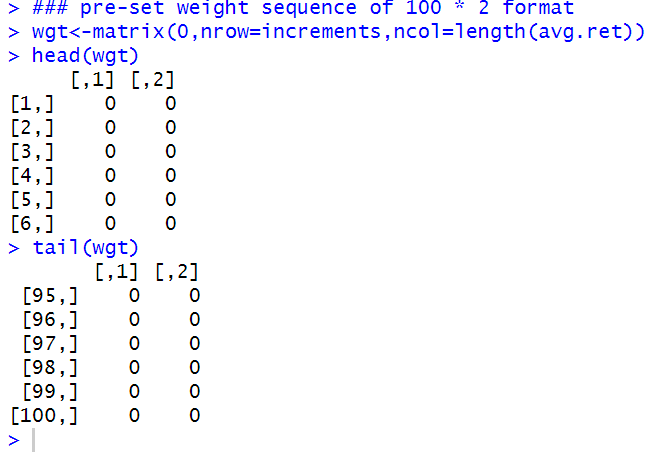 > ### pre-set weight sequence of 100 * 2 format
> wgt<-matrix(0,nrow=increments,ncol=length(avg.ret))
> head(wgt)
     [,1] [,2]
[1,]    0    0
[2,]    0    0
[3,]    0    0
[4,]    0    0
[5,]    0    0
[6,]    0    0
> tail(wgt)
       [,1] [,2]
 [95,]    0    0
 [96,]    0    0
 [97,]    0    0
 [98,]    0    0
 [99,]    0    0
[100,]    0    0
>